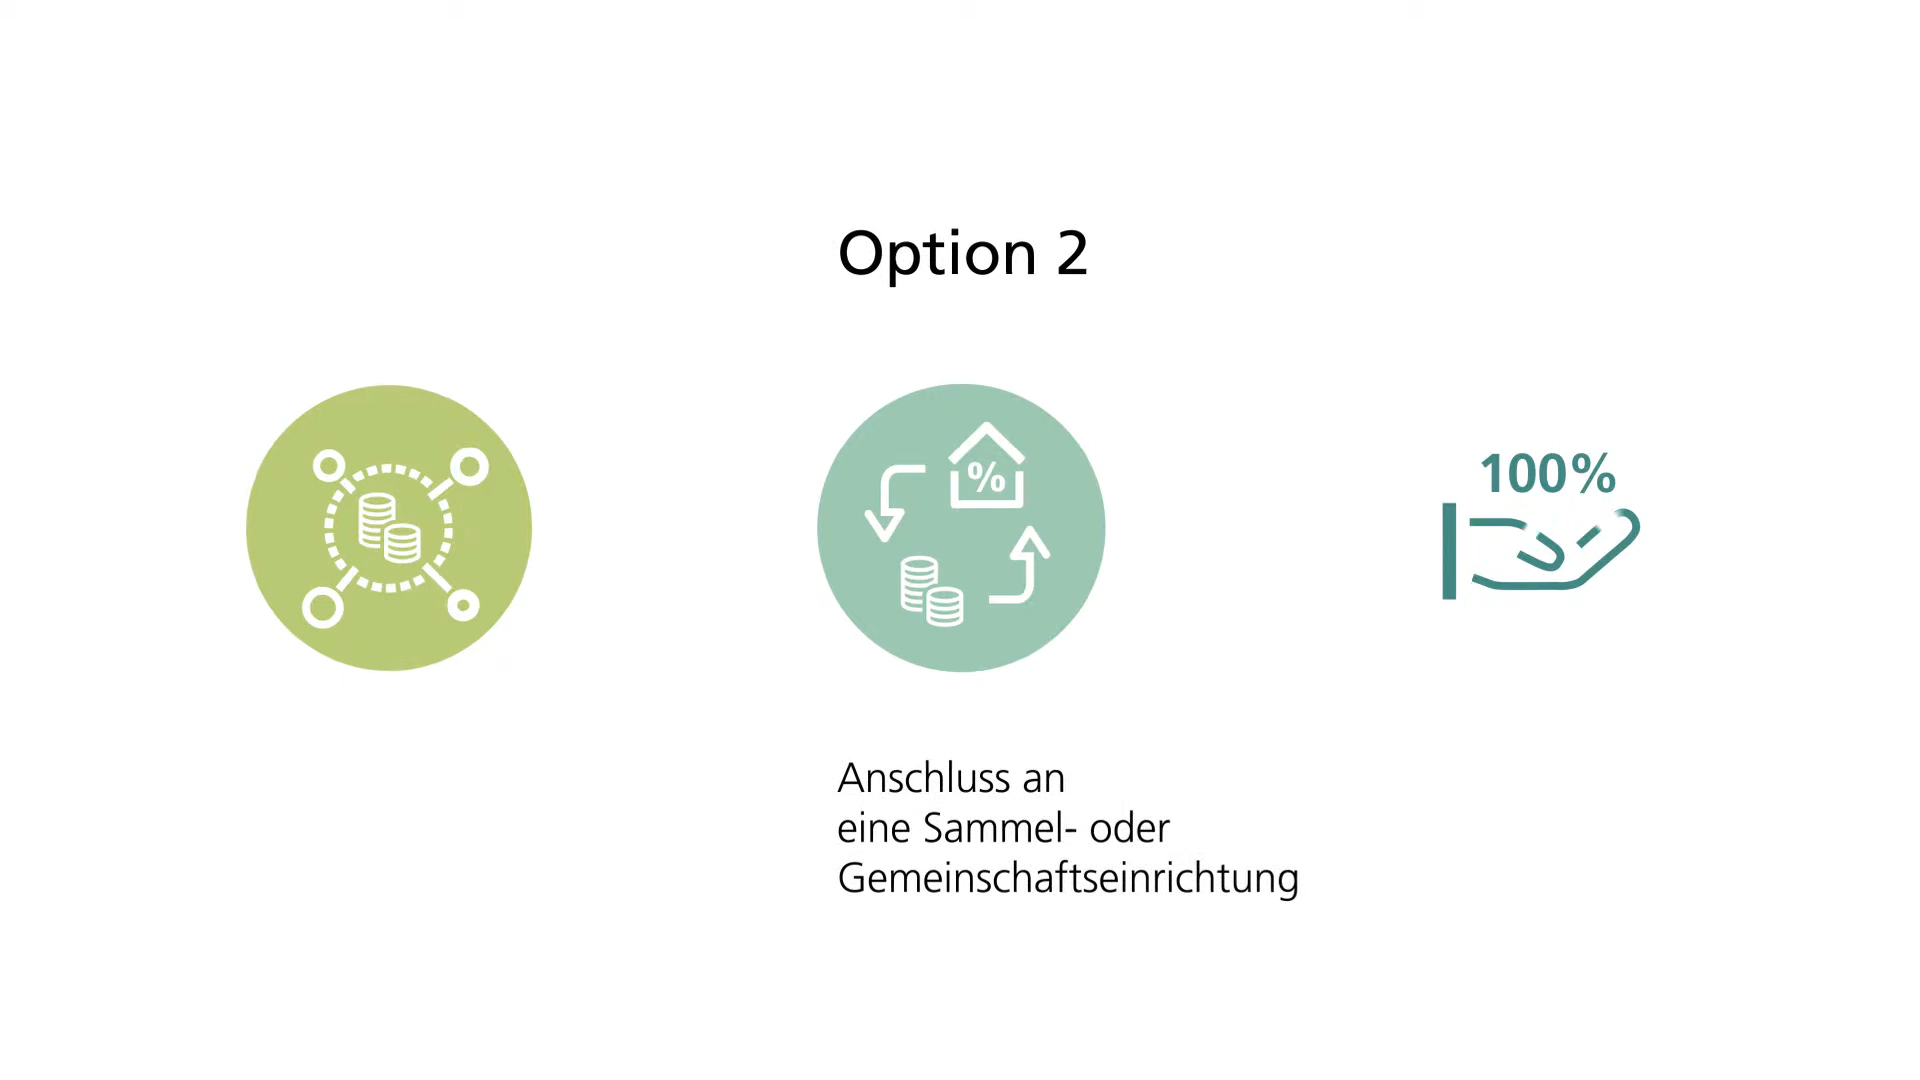 Option 2
%
100%
Anschluss an
eine Sammel- oder
Gemeinschaftseinrichtung